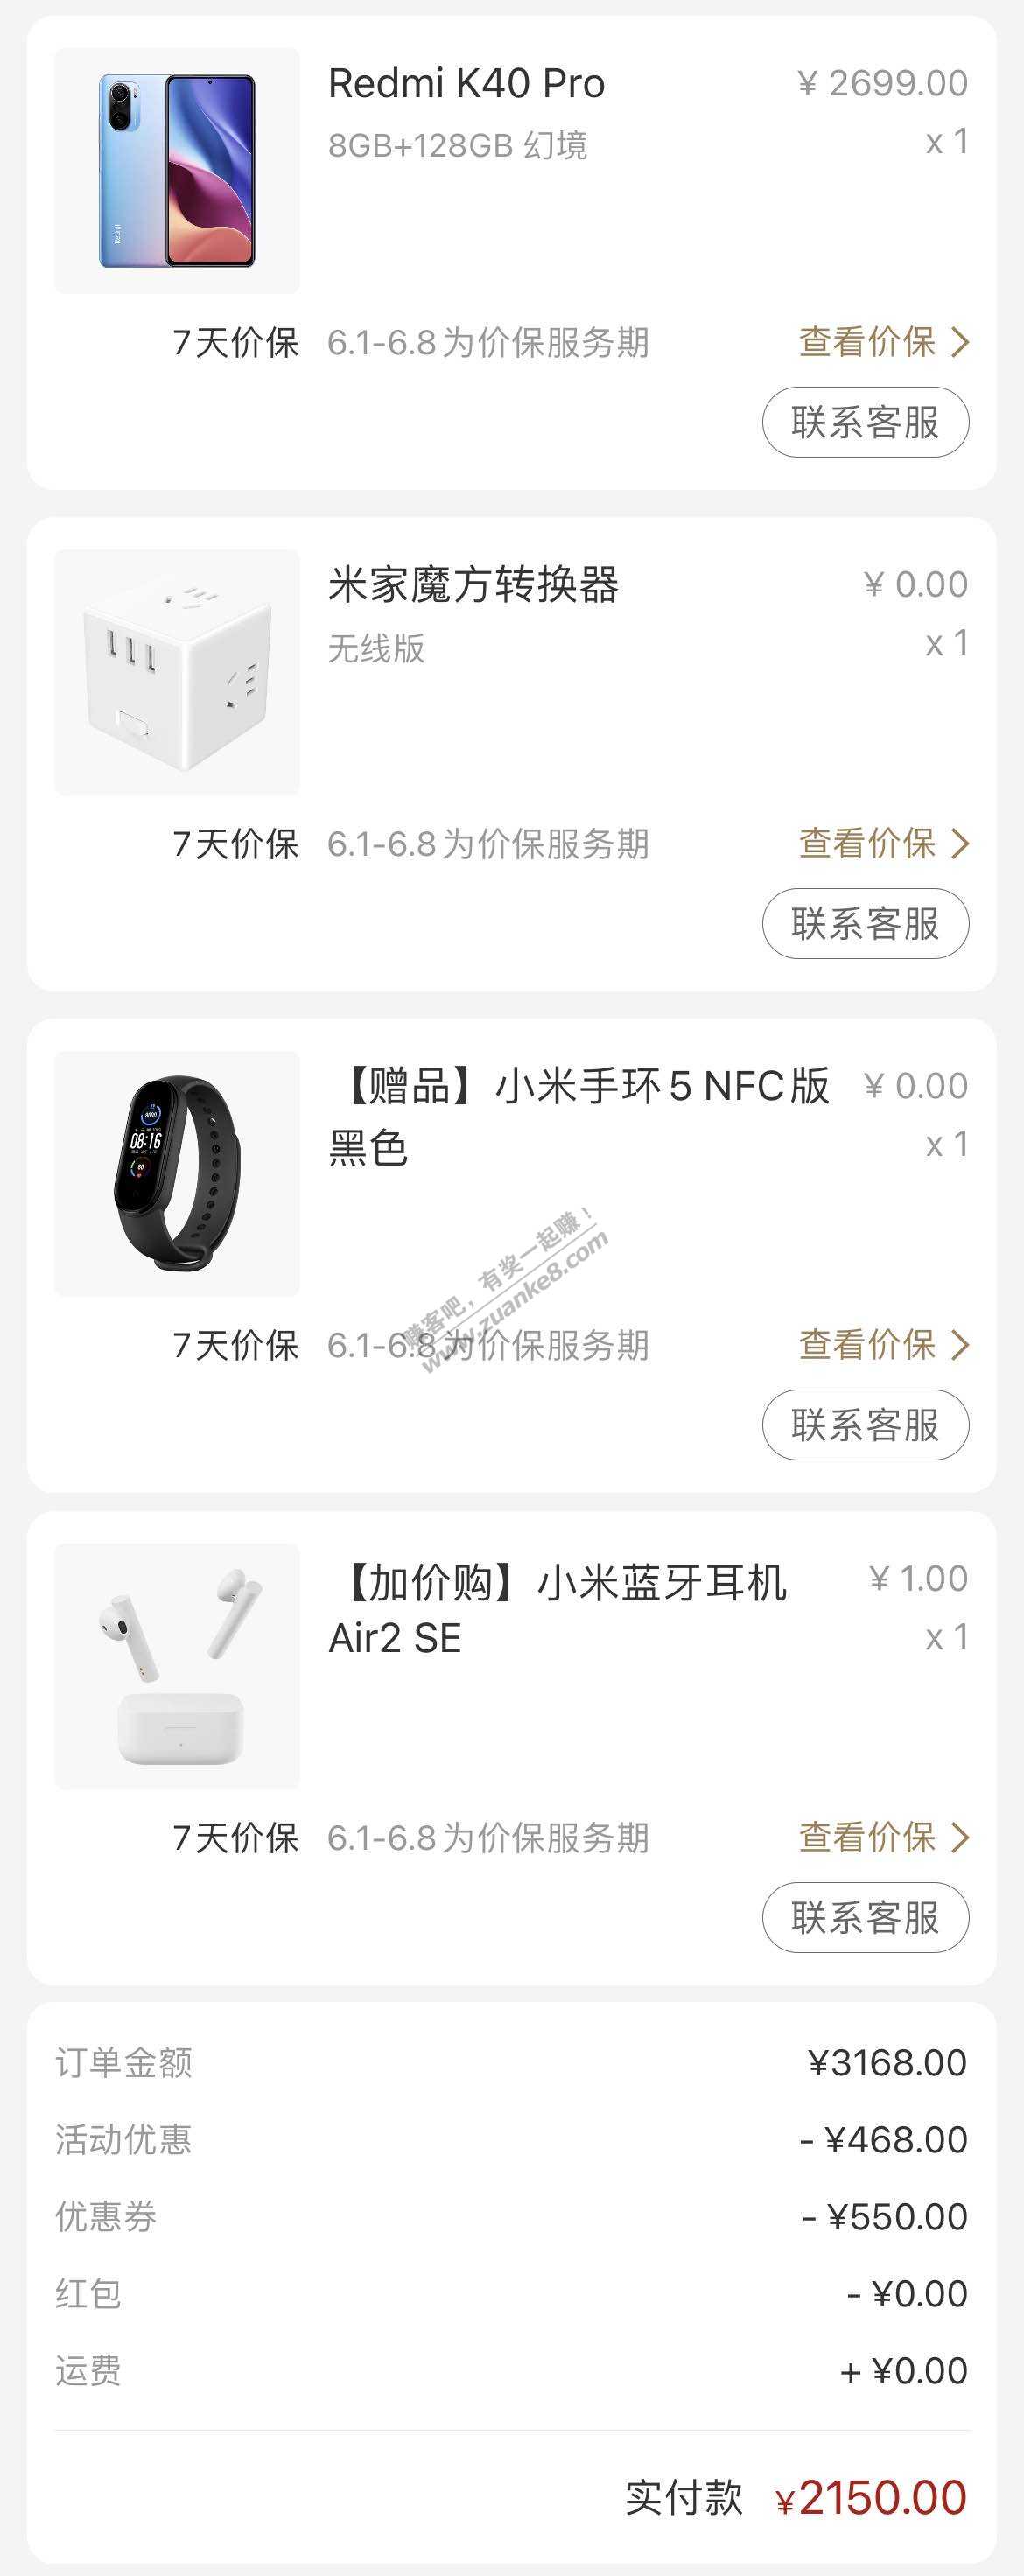 Redmi K40 Pro ¥ 2699.00
8GB+128GB 幻境 x 1
Redmi
7天价保 6.1-6.8为价保服务期 查看价保
联系客服
米家魔方转换器 ¥ 0.00
无线版 x 1
7天价保 6.1-6.8为价保服务期 查看价保
联系客服
【赠品】小米手环5 NFC版 ¥ 0.00
黑色 x 1
08:16
赚客吧，有奖一起赚！
www.zuanke8.com
7天价保 6.1-6.8为价保服务期 查看价保
联系客服
【加价购】小米蓝牙耳机 ¥ 1.00
Air2 SE x 1
7天价保 6.1-6.8为价保服务期 查看价保
联系客服
订单金额 ¥3168.00
活动优惠 - ¥468.00
优惠券 - ¥550.00
红包 - ¥0.00
运费 + ¥0.00
实付款 ¥2150.00